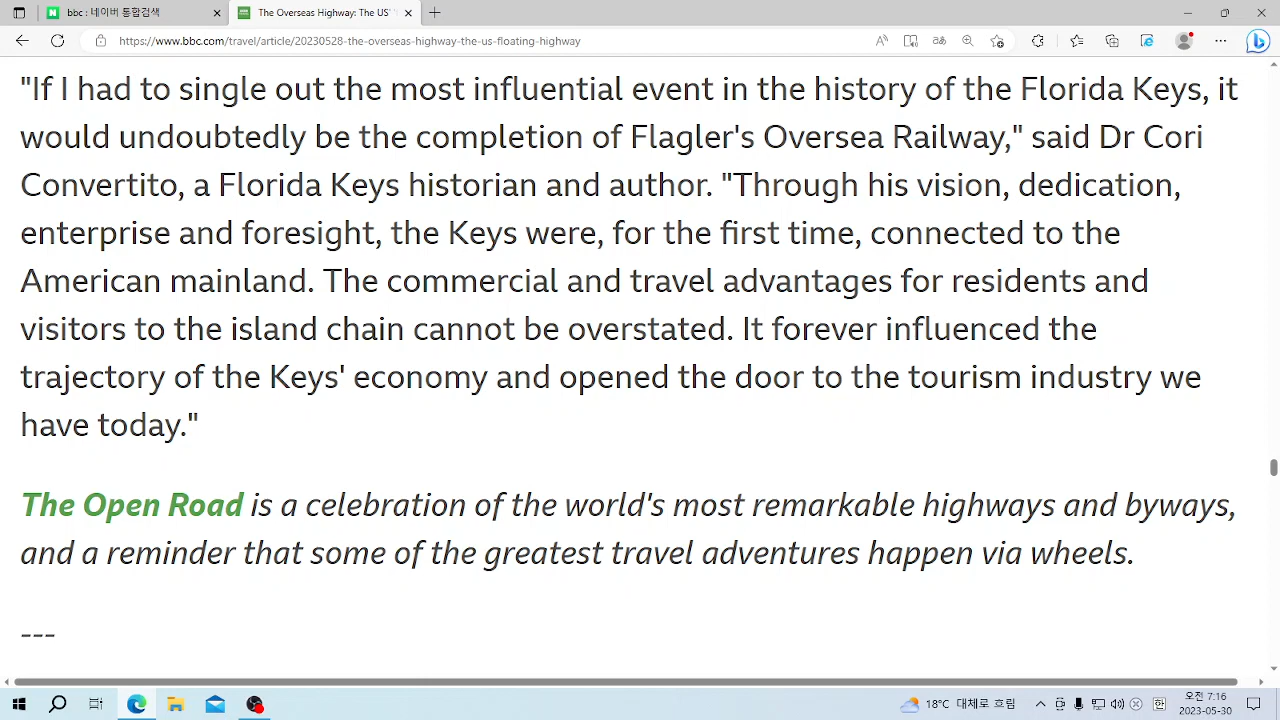 bbc : 네이버 통합검색
The Overseas Highway: The US'
https://www.bbc.com/travel/article/20230528-the-overseas-highway-the-us-floating-highway
"If I had to single out the most influential event in the history of the Florida Keys, it
would undoubtedly be the completion of Flagler's Oversea Railway," said Dr Cori
Convertito, a Florida Keys historian and author. "Through his vision, dedication,
enterprise and foresight, the Keys were, for the first time, connected to the
American mainland. The commercial and travel advantages for residents and
visitors to the island chain cannot be overstated. It forever influenced the
trajectory of the Keys' economy and opened the door to the tourism industry we
have today."
The Open Road is a celebration of the world's most remarkable highways and byways,
and a reminder that some of the greatest travel adventures happen via wheels.
---
18°C 대체로 흐림
오전 7:16
2023-05-30